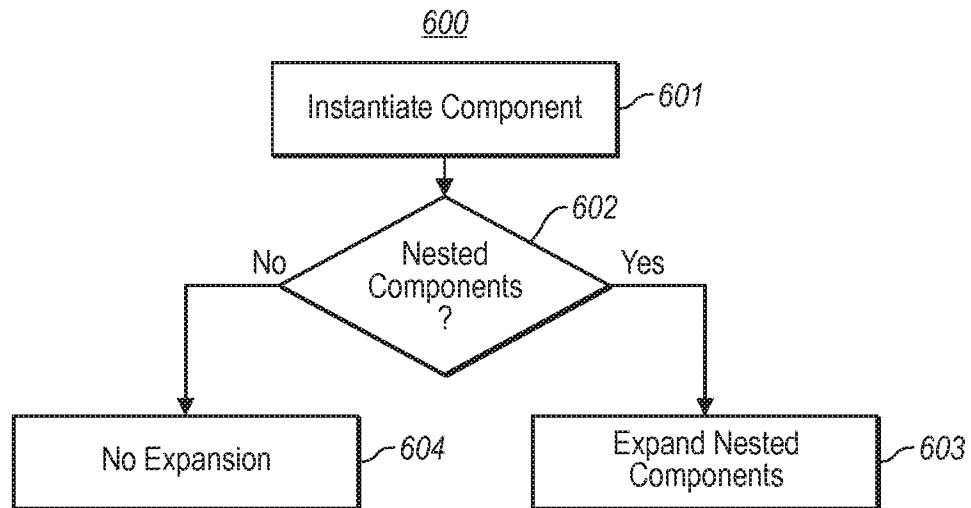 600
Instantiate Component
601
602
No
Nested
Components
?
Yes
No Expansion
604
Expand Nested
Components
603